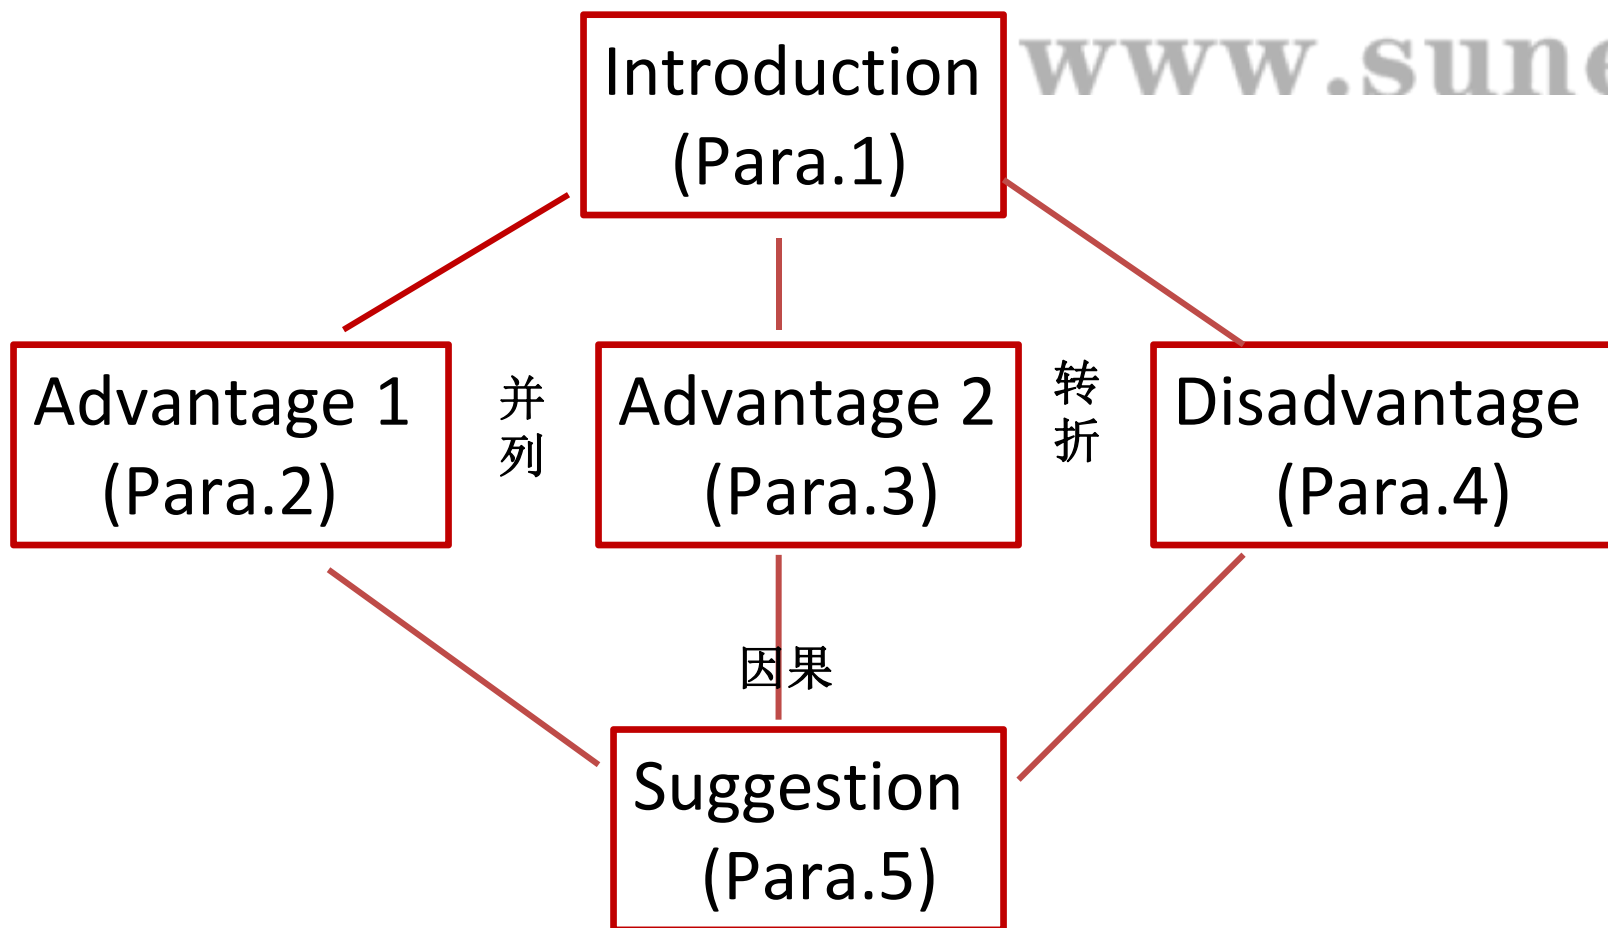 Introduction
(Para.1)
www.sune
Advantage 1
(Para.2)
并
列
Advantage 2
(Para.3)
转
折
Disadvantage
(Para.4)
因果
Suggestion
(Para.5)